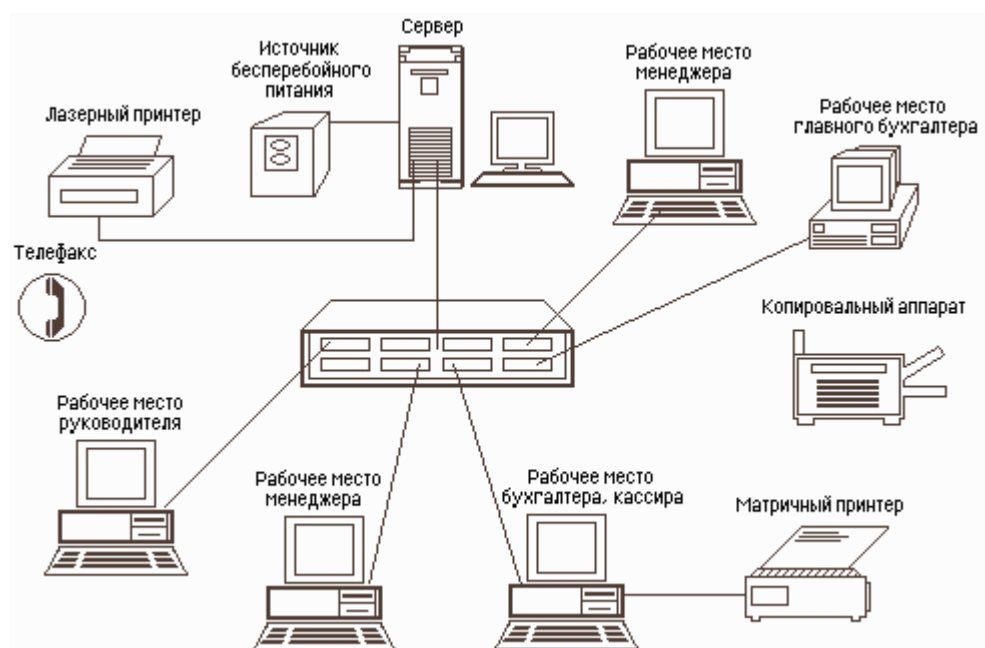 Сервер
Источник
бесперебойного
питания
Рабочее место
менеджера
Лазерный принтер
Рабочее место
главного бухгалтера
Телефакс
Копировальный аппарат
Рабочее место
руководителя
Рабочее место
менеджера
Рабочее место
бухгалтера, кассира
Матричный принтер